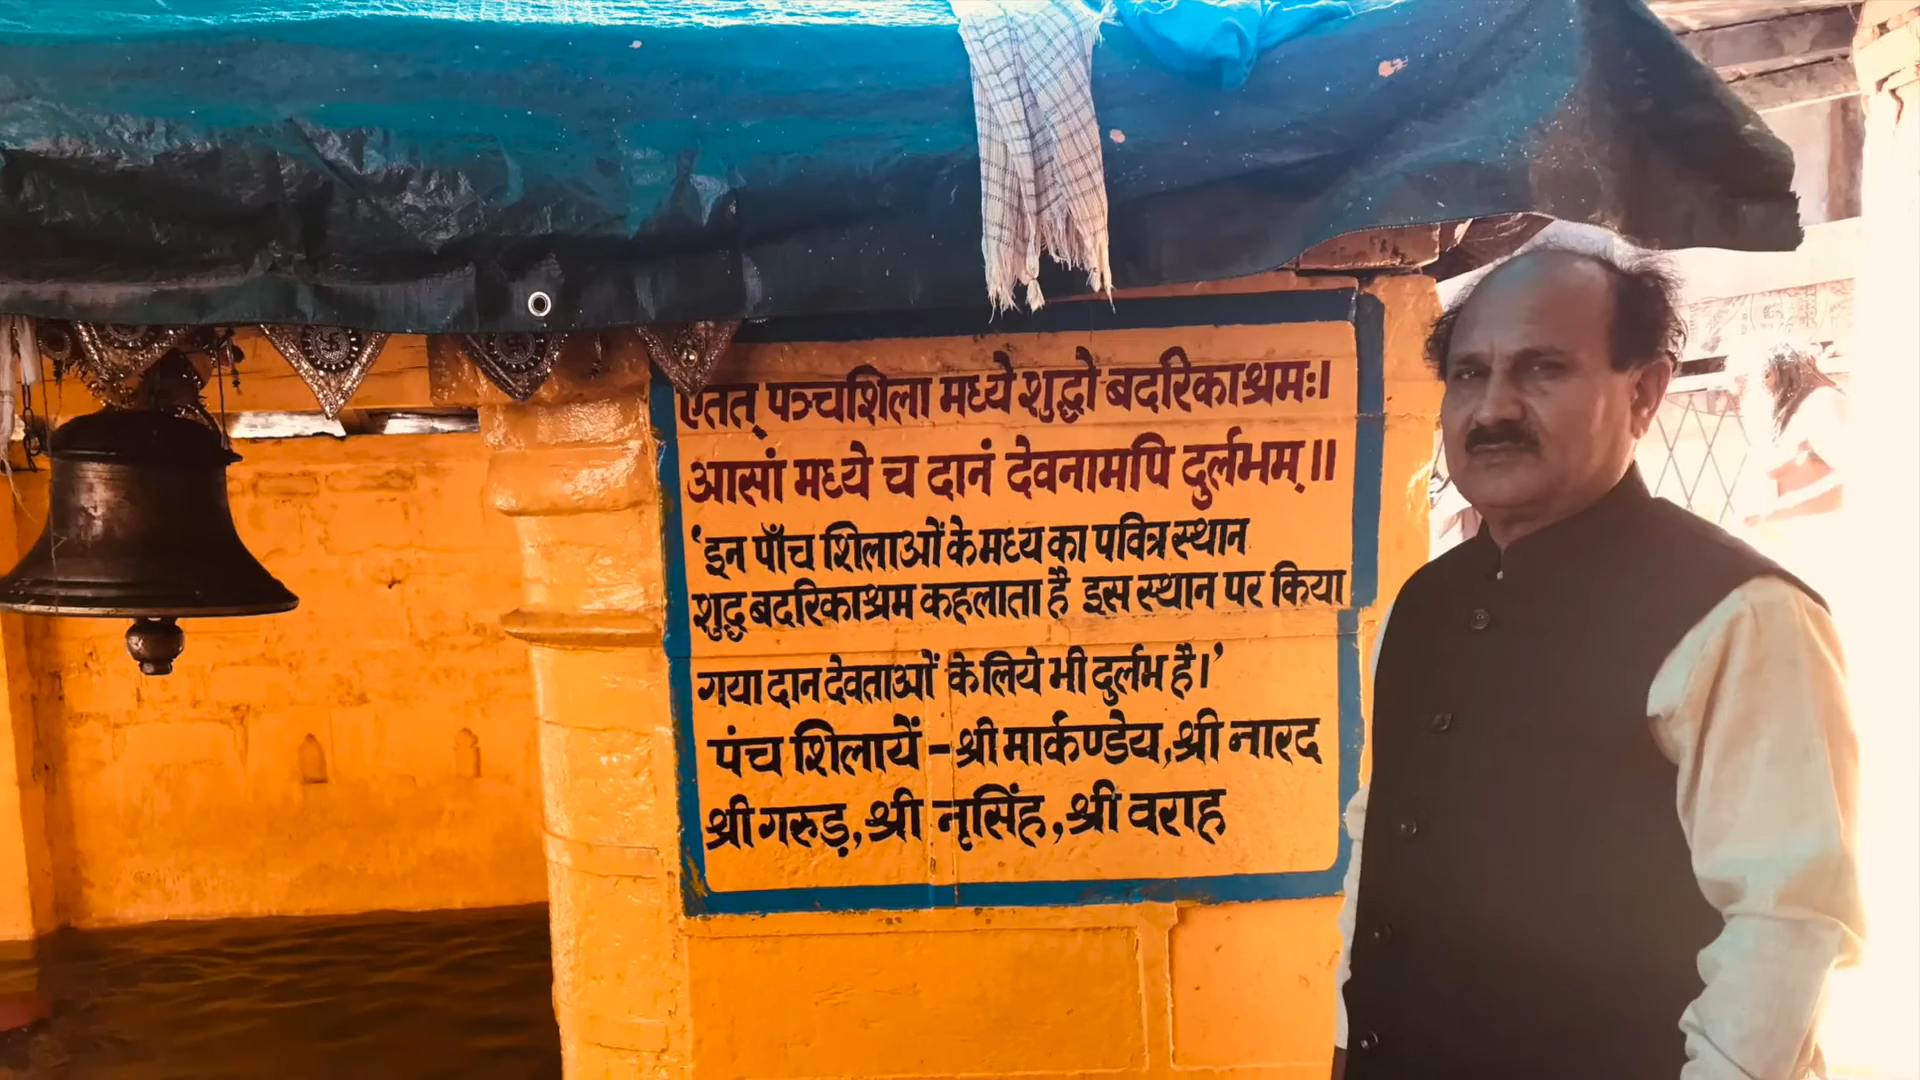 एतत् पञ्चशिला मध्ये शुद्धो बदरिकाश्रमः।
आसां मध्ये च दानं देवनामपि दुर्लभम्॥
'इन पाँच शिलाओं के मध्य का पवित्र स्थान
शुद्ध बदरिकाश्रम कहलाता है इस स्थान पर किया
गया दान देवताओं के लिये भी दुर्लभ है।'
पंच शिलायें - श्री मार्कण्डेय, श्री नारद
श्री गरुड़, श्री नृसिंह, श्री वराह